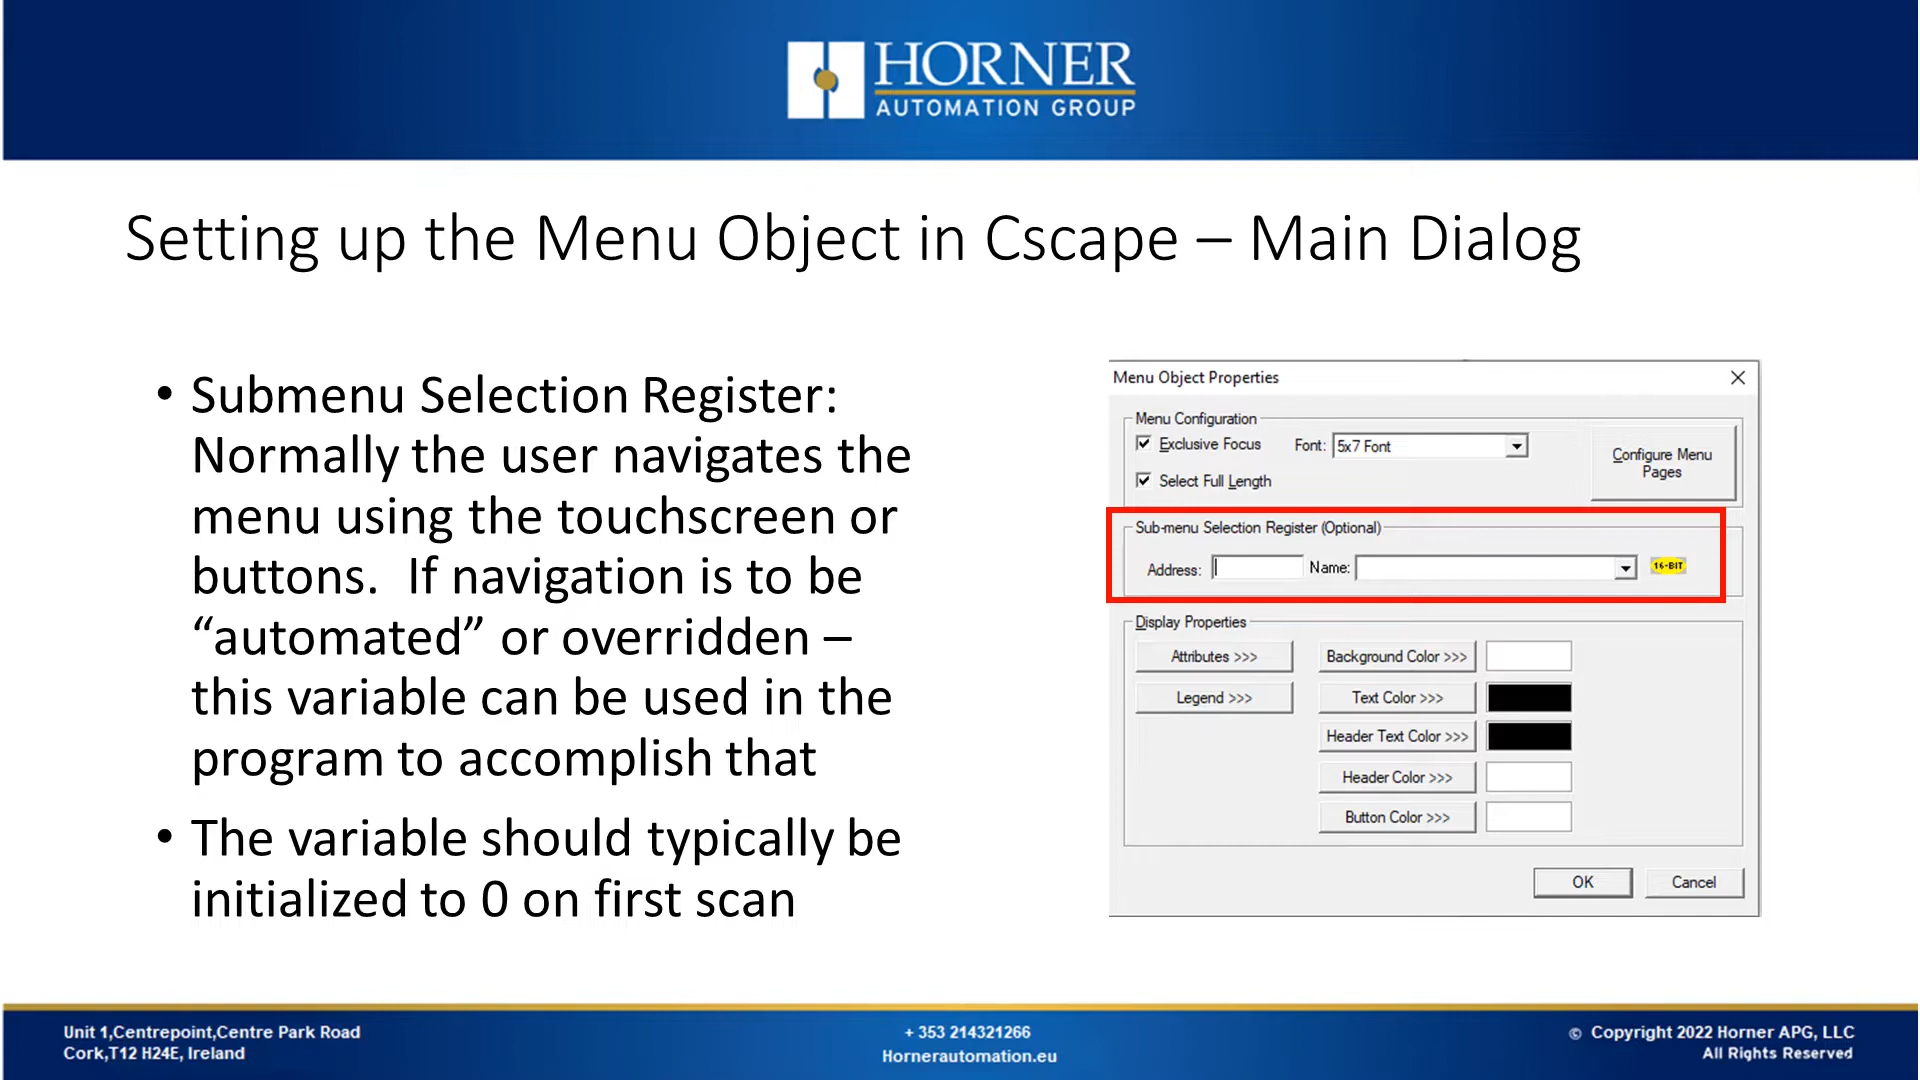 HORNER
AUTOMATION GROUP
Setting up the Menu Object in Cscape – Main Dialog
• Submenu Selection Register:
Normally the user navigates the
menu using the touchscreen or
buttons.  If navigation is to be
“automated” or overridden –
this variable can be used in the
program to accomplish that
• The variable should typically be
initialized to 0 on first scan
Menu Object Properties
Menu Configuration
Exclusive Focus
Font:
5x7 Font
Configure Menu
Pages
Select Full Length
Sub-menu Selection Register (Optional)
Address:
Name:
16-BIT
Display Properties
Attributes >>>
Background Color >>>
Legend >>>
Text Color >>>
Header Text Color >>>
Header Color >>>
Button Color >>>
OK
Cancel
Unit 1,Centrepoint,Centre Park Road
Cork,T12 H24E, Ireland
+ 353 214321266
Hornerautomation.eu
© Copyright 2022 Horner APG, LLC
All Rights Reserved